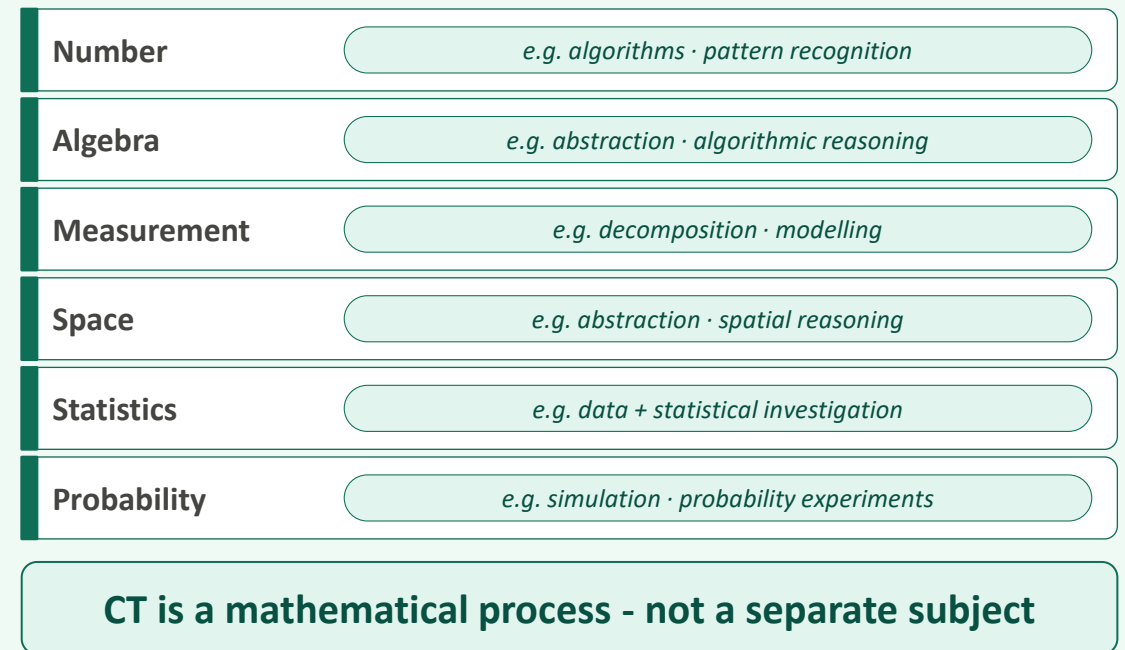 Number
e.g. algorithms · pattern recognition
Algebra
e.g. abstraction · algorithmic reasoning
Measurement
e.g. decomposition · modelling
Space
e.g. abstraction · spatial reasoning
Statistics
e.g. data + statistical investigation
Probability
e.g. simulation · probability experiments
CT is a mathematical process - not a separate subject